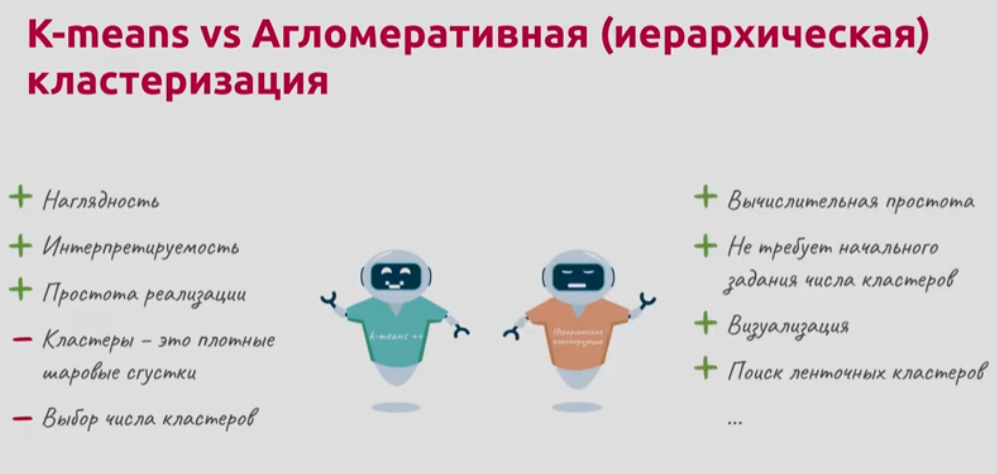 K-means vs Агломеративная (иерархическая)
кластеризация
+ Наглядность
+ Интерпретируемость
+ Простота реализации
– Кластеры – это плотные
шаровые сгустки
– Выбор числа кластеров
k-means ++
Иерархическая
кластеризация
+ Вычислительная простота
+ Не требует начального
задания числа кластеров
+ Визуализация
+ Поиск ленточных кластеров
...